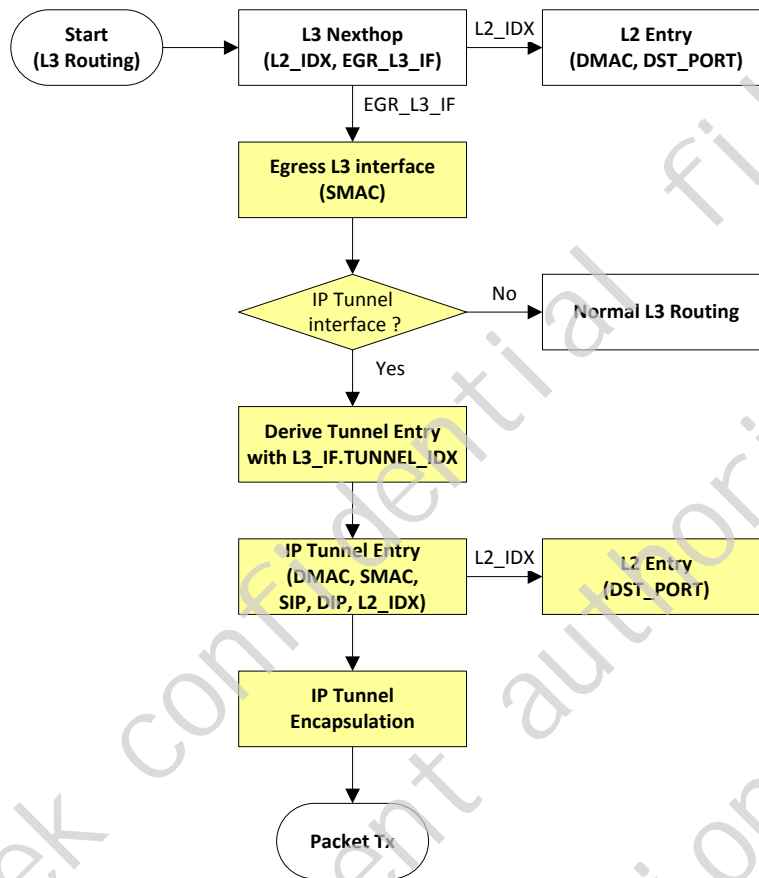 Start
(L3 Routing)
L3 Nexthop
(L2_IDX, EGR_L3_IF)
L2_IDX
L2 Entry
(DMAC, DST_PORT)
EGR_L3_IF
Egress L3 interface
(SMAC)
IP Tunnel
interface ?
No
Normal L3 Routing
Yes
Derive Tunnel Entry
with L3_IF.TUNNEL_IDX
IP Tunnel Entry
(DMAC, SMAC,
SIP, DIP, L2_IDX)
L2_IDX
L2 Entry
(DST_PORT)
IP Tunnel
Encapsulation
Packet Tx
confidential